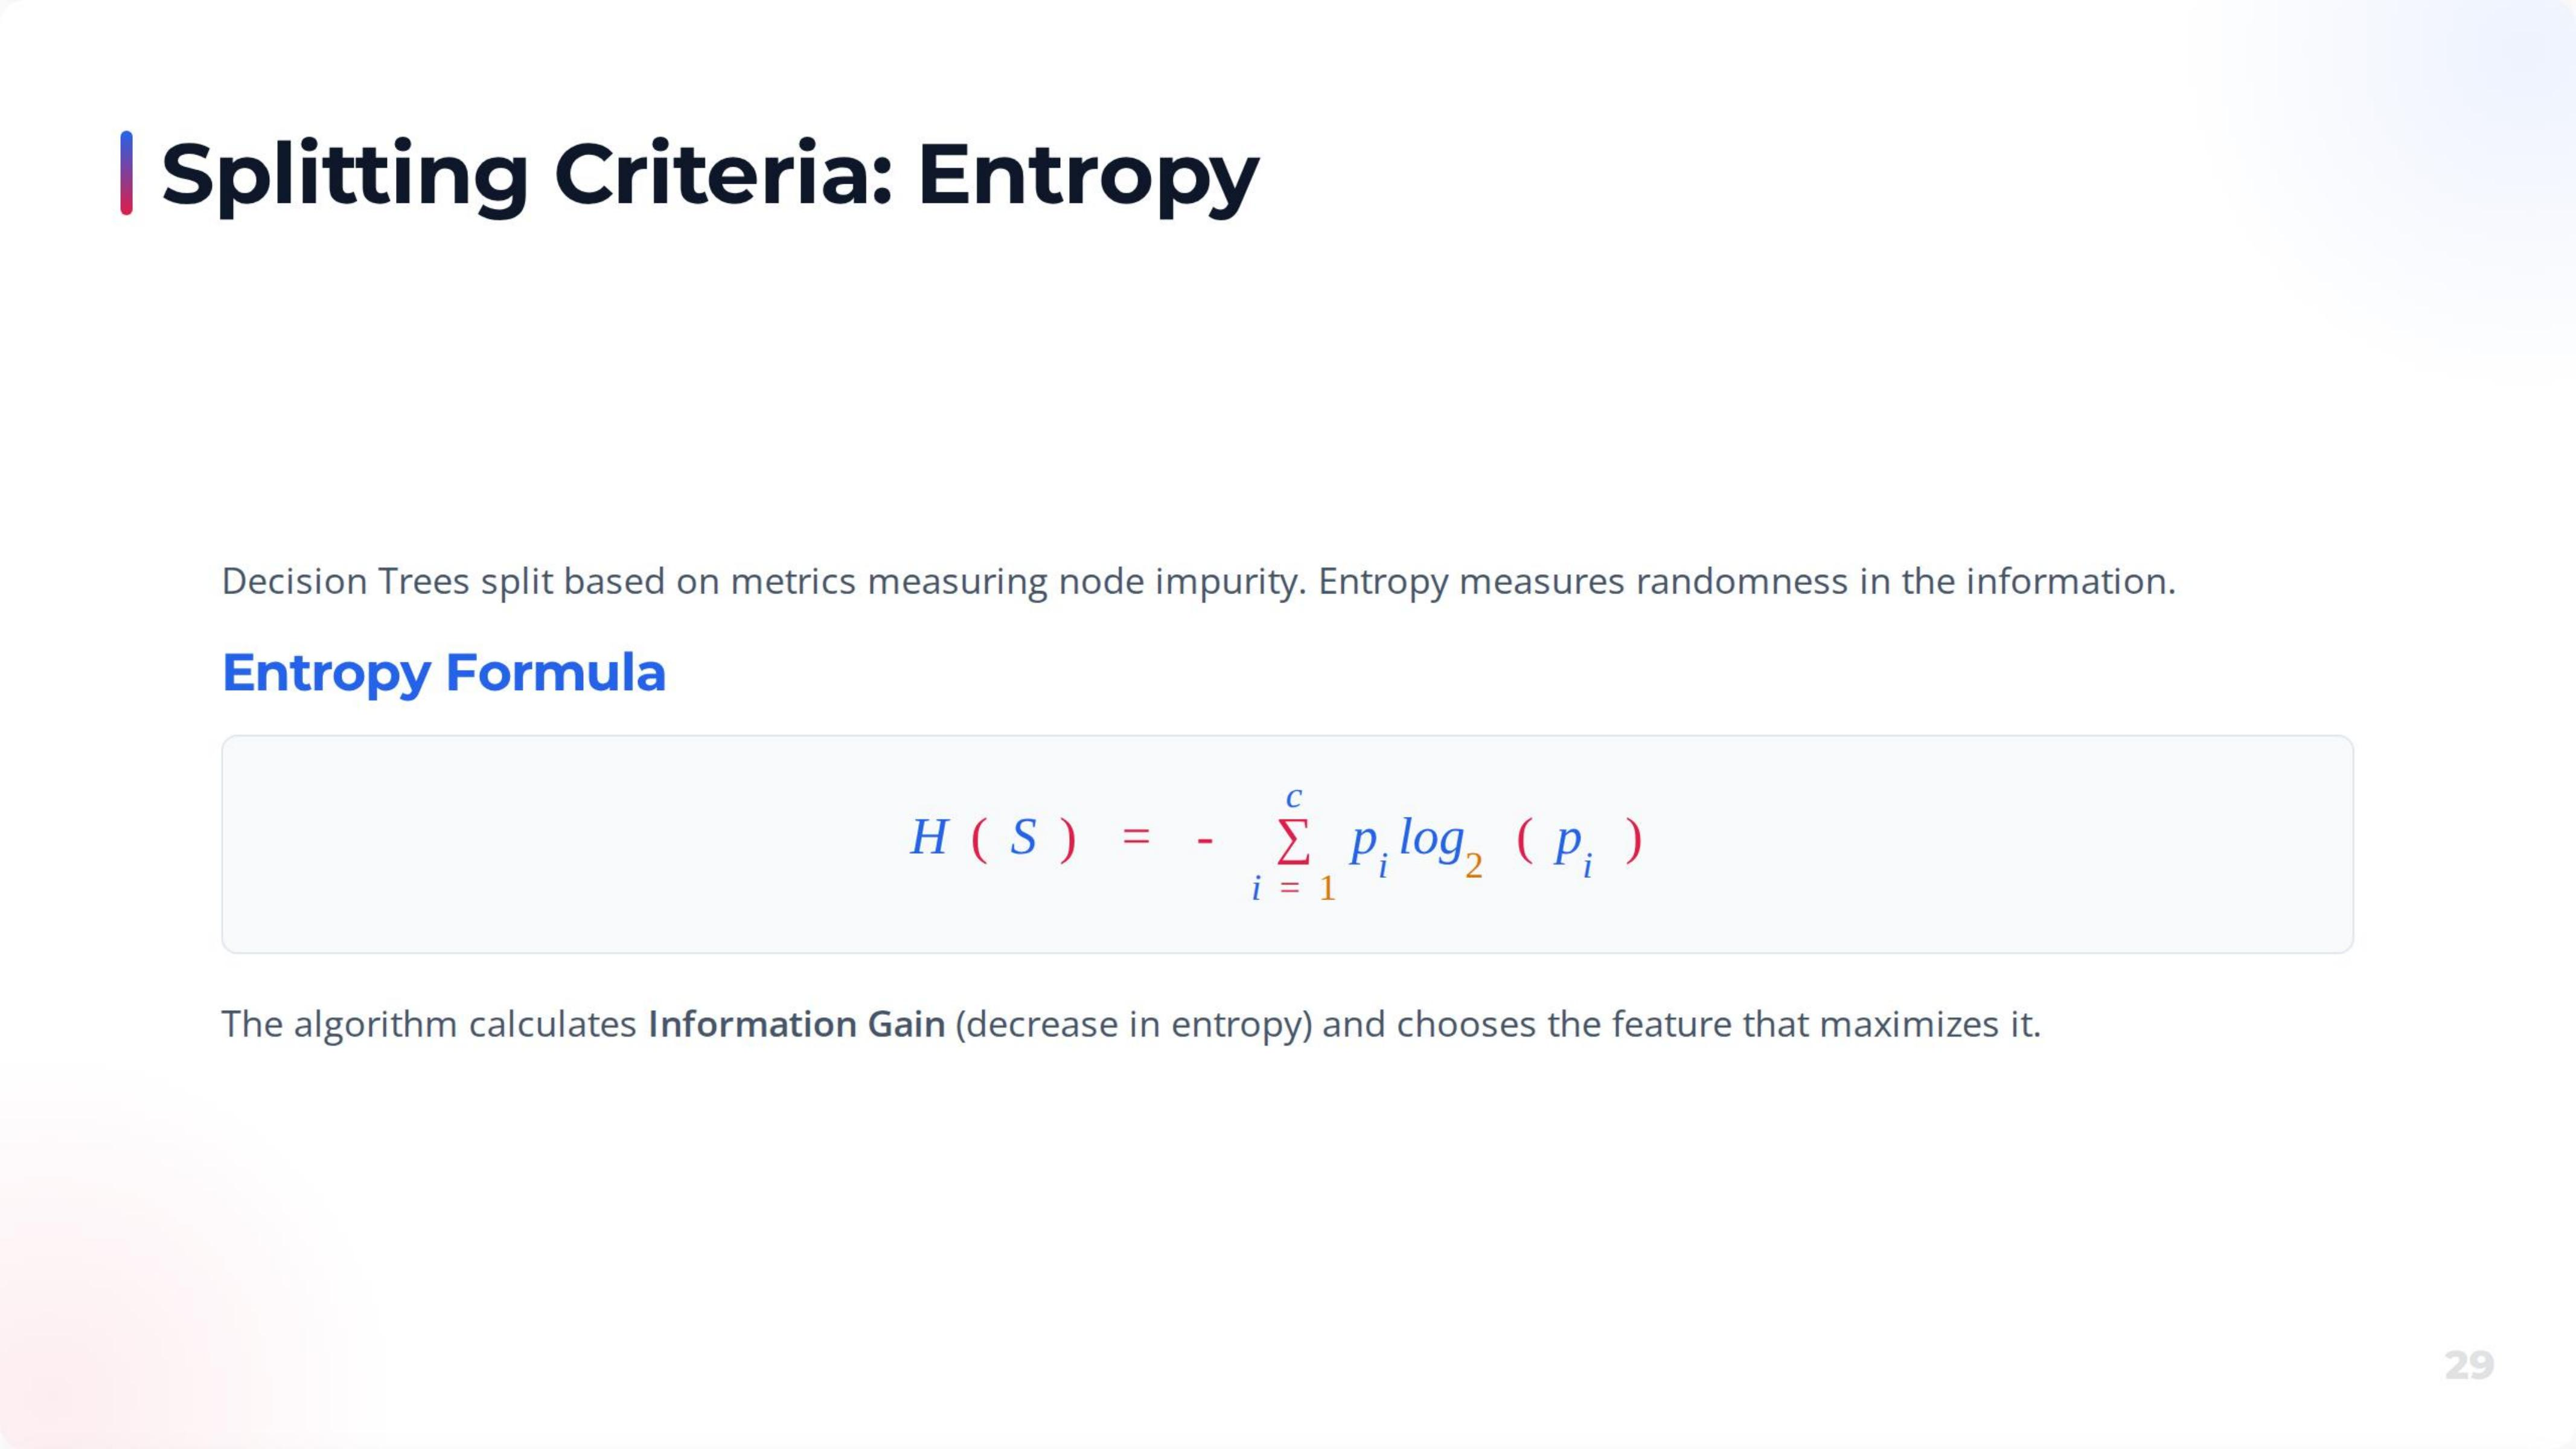 Splitting Criteria: Entropy
Decision Trees split based on metrics measuring node impurity. Entropy measures randomness in the information.
Entropy Formula
H ( S ) = - ∑_{i = 1}^{c} p_i log_2 ( p_i )
The algorithm calculates Information Gain (decrease in entropy) and chooses the feature that maximizes it.
29